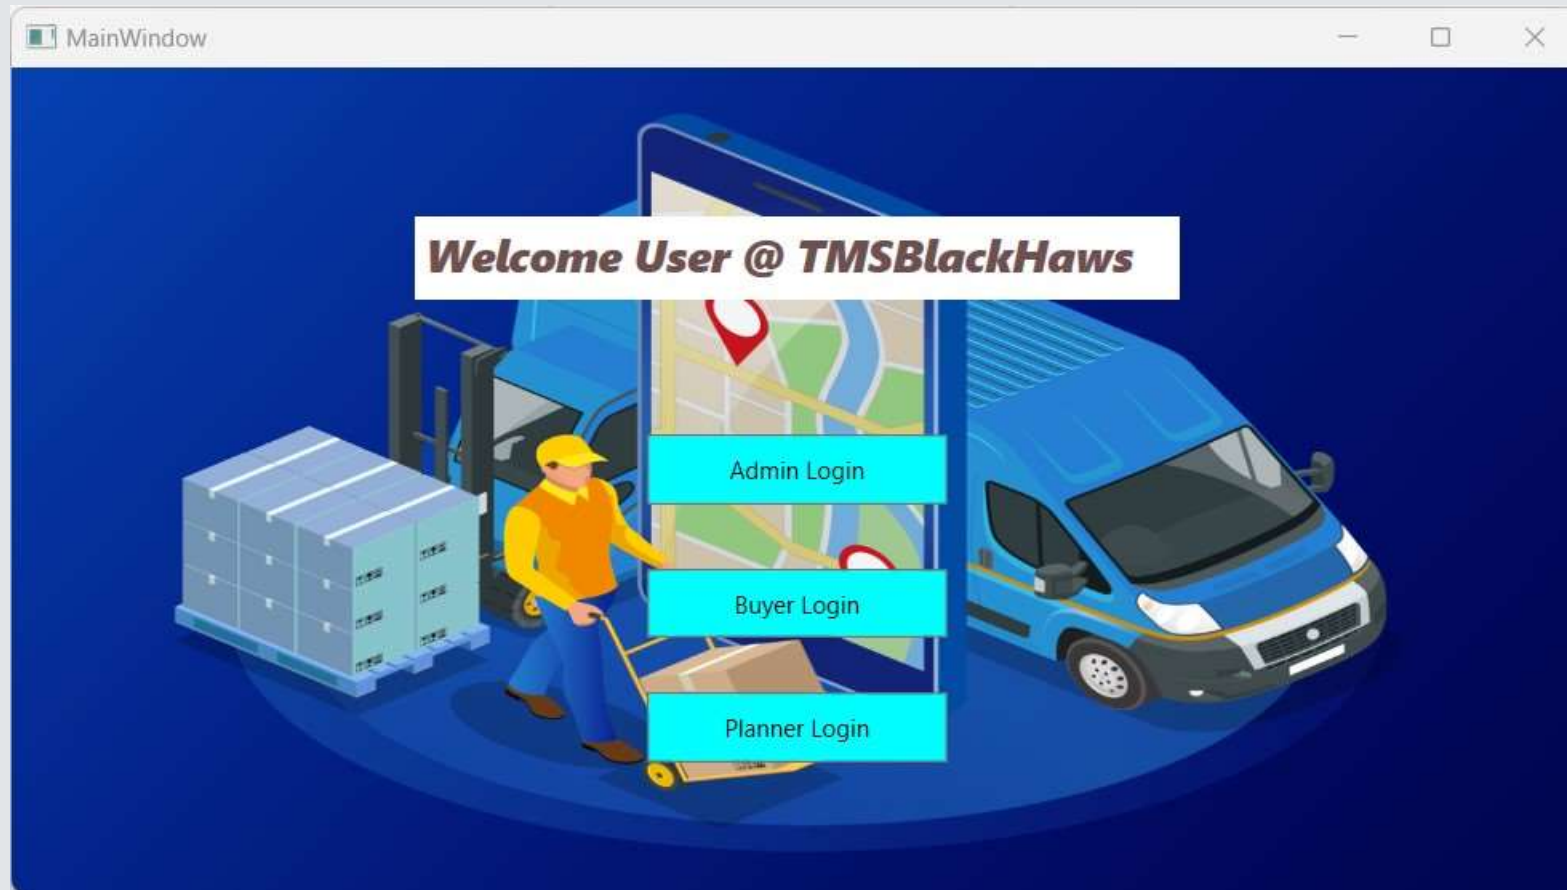 MainWindow
Welcome User @ TMSBlackHaws
Admin Login
Buyer Login
Planner Login